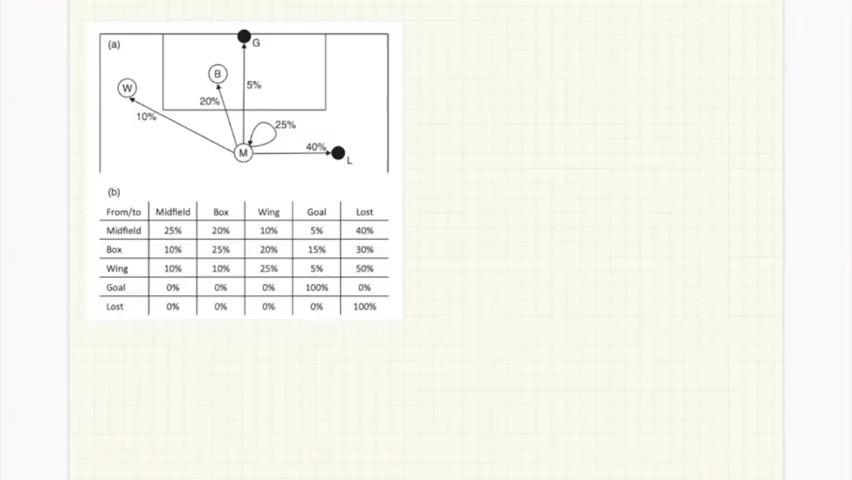 (a)
G
B
W
5%
20%
10%
25%
M
40%
L
(b)
From/to Midfield Box Wing Goal Lost
Midfield 25% 20% 10% 5% 40%
Box 10% 25% 20% 15% 30%
Wing 10% 10% 25% 5% 50%
Goal 0% 0% 0% 100% 0%
Lost 0% 0% 0% 0% 100%